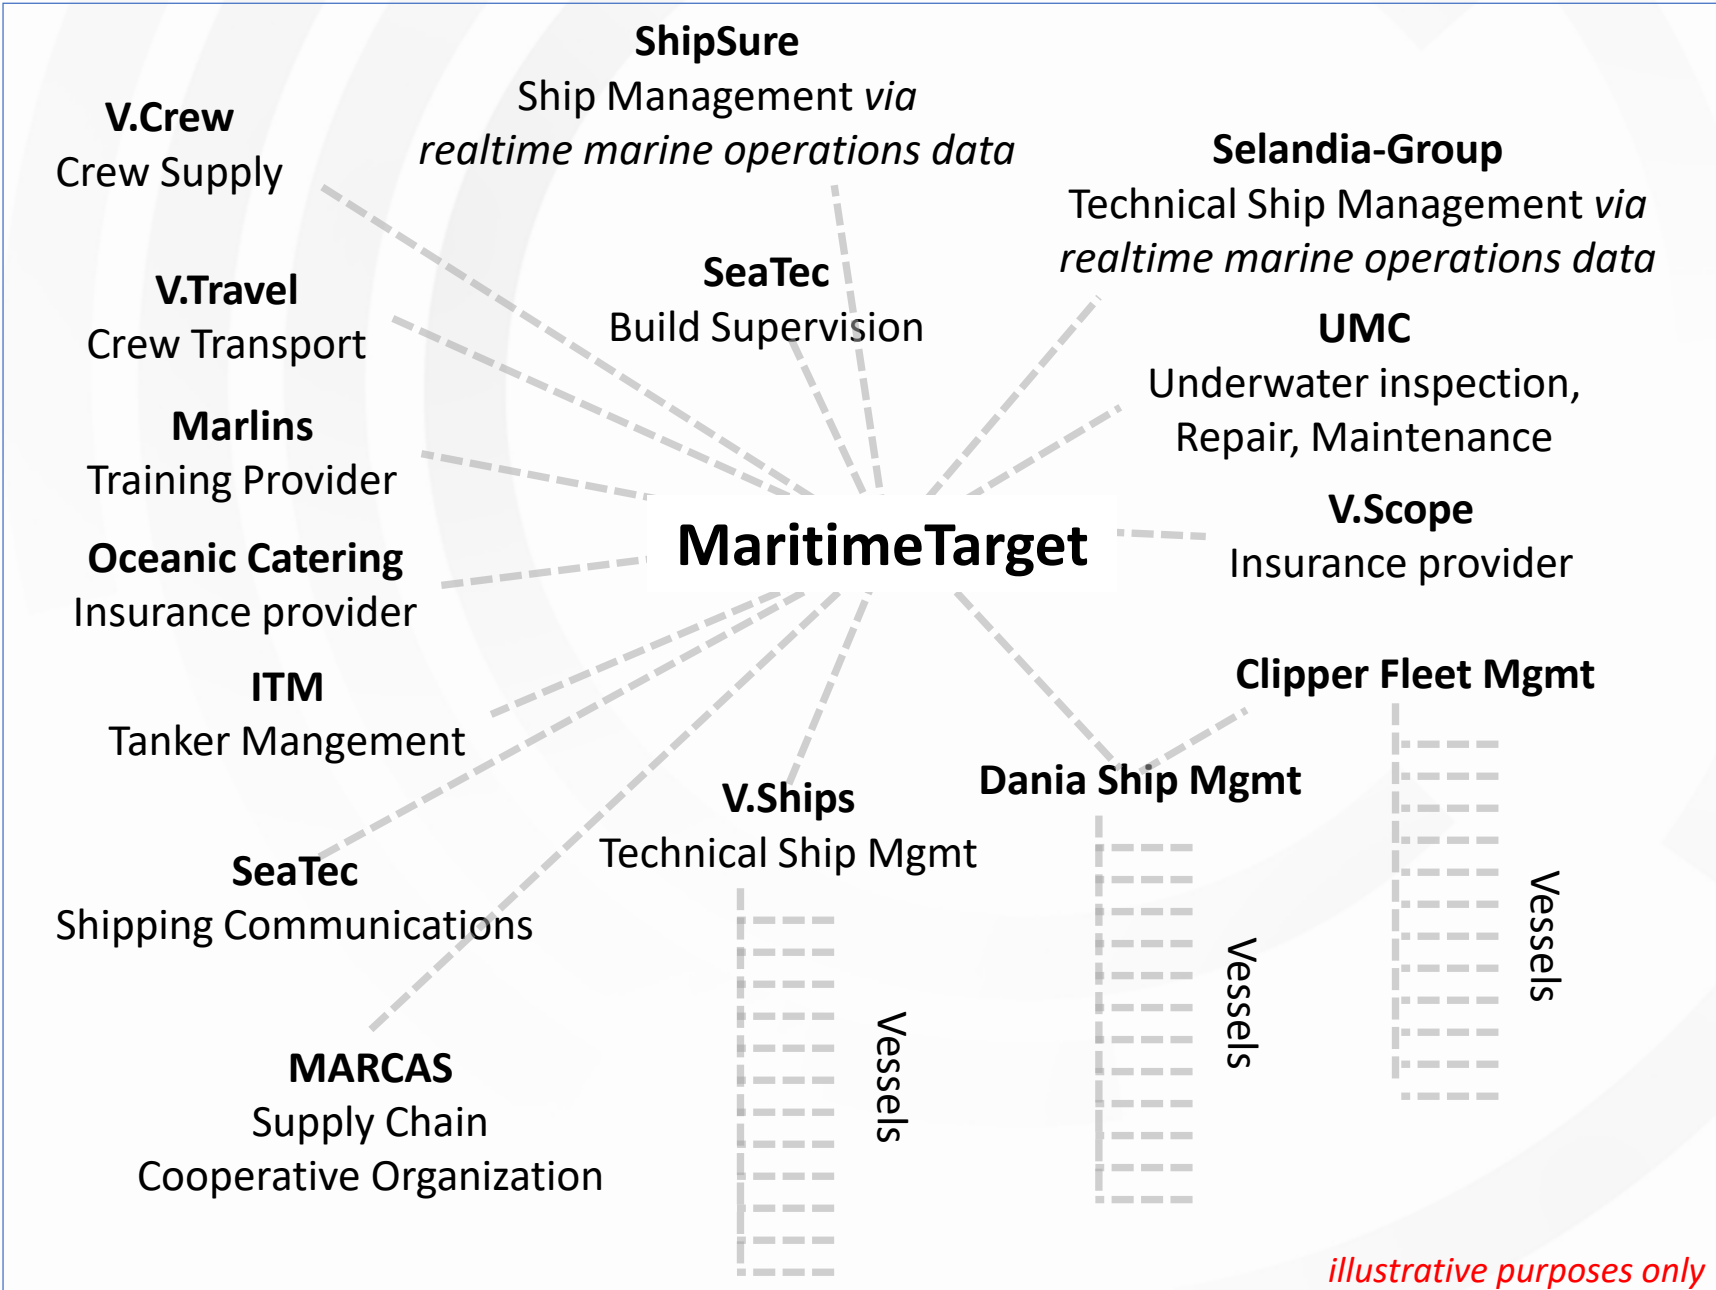 ShipSure
Ship Management via
realtime marine operations data
V.Crew
Crew Supply
Selandia-Group
Technical Ship Management via
realtime marine operations data
SeaTec
Build Supervision
V.Travel
Crew Transport
UMC
Underwater inspection,
Repair, Maintenance
Marlins
Training Provider
MaritimeTarget
V.Scope
Insurance provider
Oceanic Catering
Insurance provider
ITM
Tanker Mangement
Clipper Fleet Mgmt
Vessels
Dania Ship Mgmt
Vessels
V.Ships
Technical Ship Mgmt
Vessels
SeaTec
Shipping Communications
MARCAS
Supply Chain
Cooperative Organization
illustrative purposes only